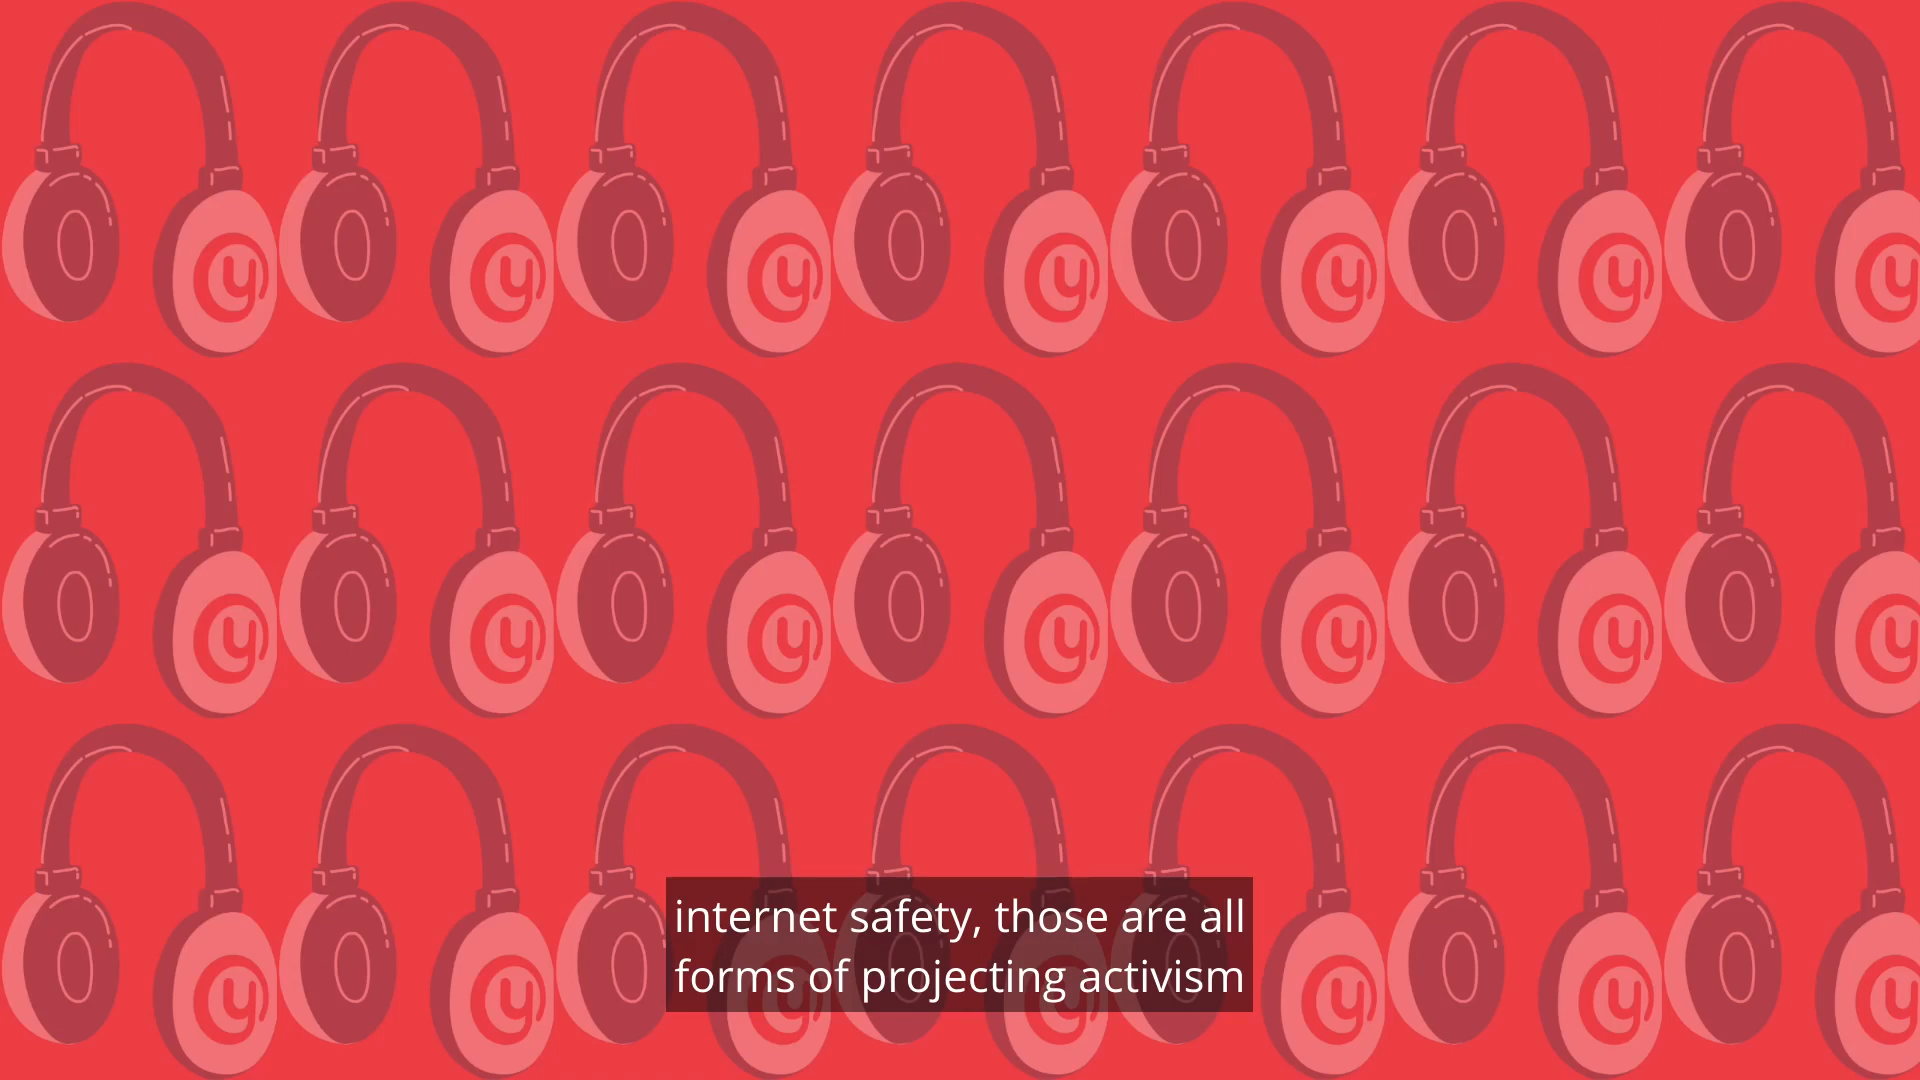 internet safety, those are all
forms of projecting activism